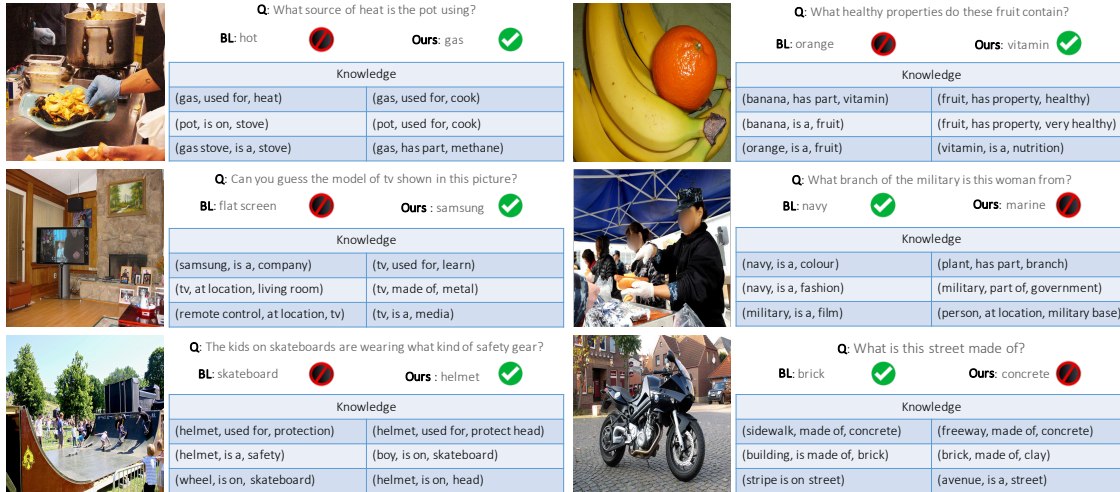 Q: What source of heat is the pot using?
BL: hot Ours: gas
Knowledge
(gas, used for, heat) (gas, used for, cook)
(pot, is on, stove) (pot, used for, cook)
(gas stove, is a, stove) (gas, has part, methane)
Q: What healthy properties do these fruit contain?
BL: orange Ours: vitamin
Knowledge
(banana, has part, vitamin) (fruit, has property, healthy)
(banana, is a, fruit) (fruit, has property, very healthy)
(orange, is a, fruit) (vitamin, is a, nutrition)
Q: Can you guess the model of tv shown in this picture?
BL: flat screen Ours : samsung
Knowledge
(samsung, is a, company) (tv, used for, learn)
(tv, at location, living room) (tv, made of, metal)
(remote control, at location, tv) (tv, is a, media)
Q: What branch of the military is this woman from?
BL: navy Ours: marine
Knowledge
(navy, is a, colour) (plant, has part, branch)
(navy, is a, fashion) (military, part of, government)
(military, is a, film) (person, at location, military base)
Q: The kids on skateboards are wearing what kind of safety gear?
BL: skateboard Ours : helmet
Knowledge
(helmet, used for, protection) (helmet, used for, protect head)
(helmet, is a, safety) (boy, is on, skateboard)
(wheel, is on, skateboard) (helmet, is on, head)
Q: What is this street made of?
BL: brick Ours: concrete
Knowledge
(sidewalk, made of, concrete) (freeway, made of, concrete)
(building, is made of, brick) (brick, made of, clay)
(stripe is on street) (avenue, is a, street)